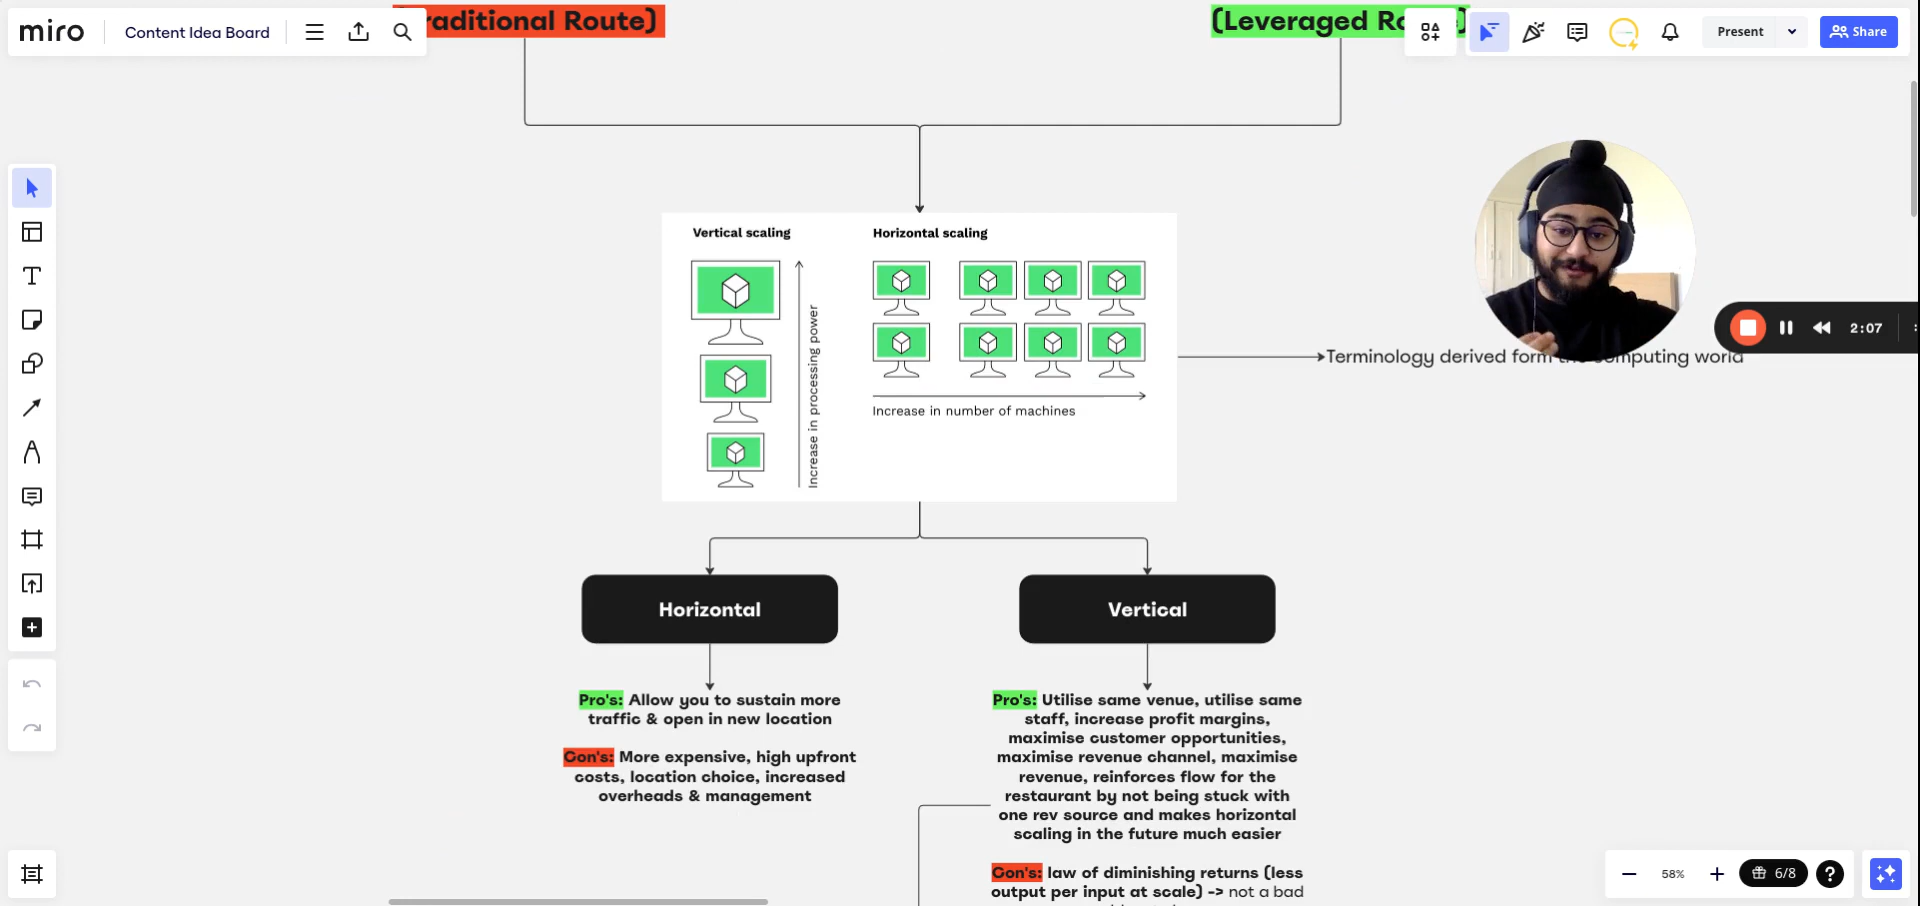 raditional Route)
(Leveraged Ro
miro
Content Idea Board
Present
Share
Vertical scaling
Horizontal scaling
Increase in processing power
Increase in number of machines
2:07
Terminology derived form the computing world
Horizontal
Vertical
Pro's: Allow you to sustain more
traffic & open in new location
Con's: More expensive, high upfront
costs, location choice, increased
overheads & management
Pro's: Utilise same venue, utilise same
staff, increase profit margins,
maximise customer opportunities,
maximise revenue channel, maximise
revenue, reinforces flow for the
restaurant by not being stuck with
one rev source and makes horizontal
scaling in the future much easier
Con's: law of diminishing returns (less
output per input at scale) -> not a bad
58%
6/8